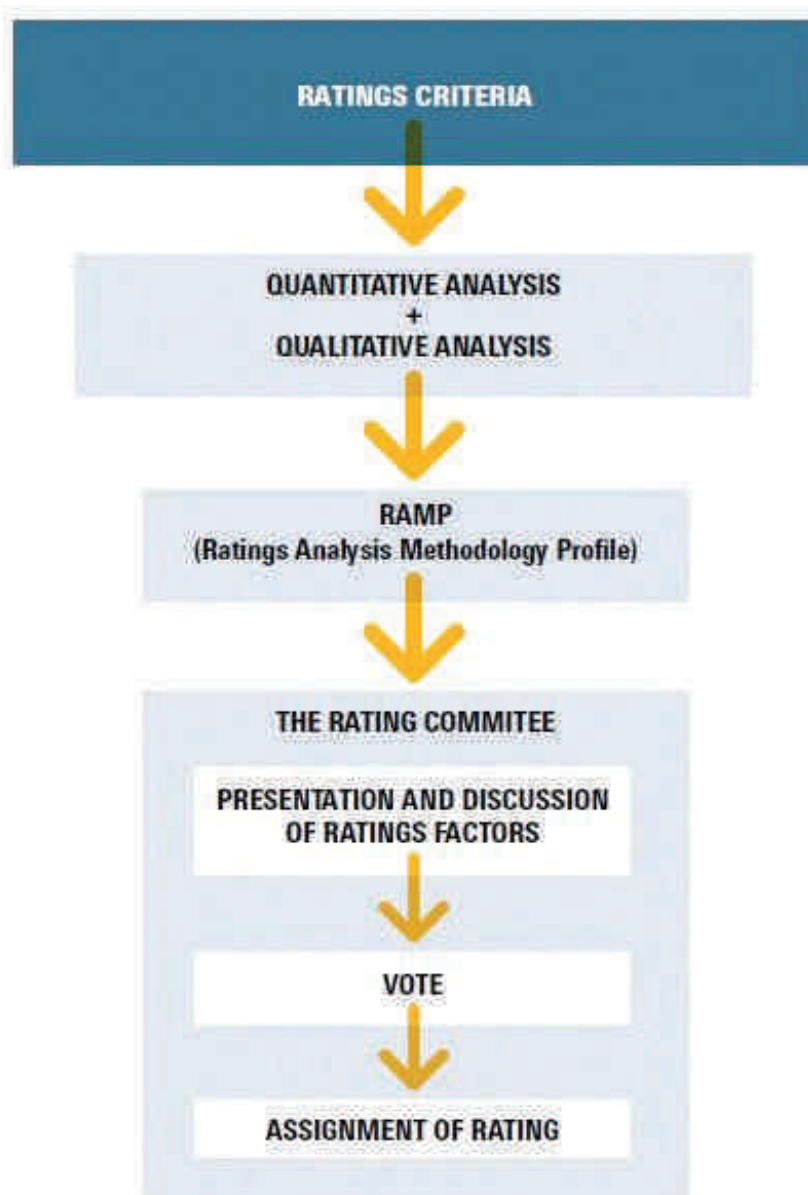 RATINGS CRITERIA
QUANTITATIVE ANALYSIS
+
QUALITATIVE ANALYSIS
RAMP
(Ratings Analysis Methodology Profile)
THE RATING COMMITEE
PRESENTATION AND DISCUSSION
OF RATINGS FACTORS
VOTE
ASSIGNMENT OF RATING